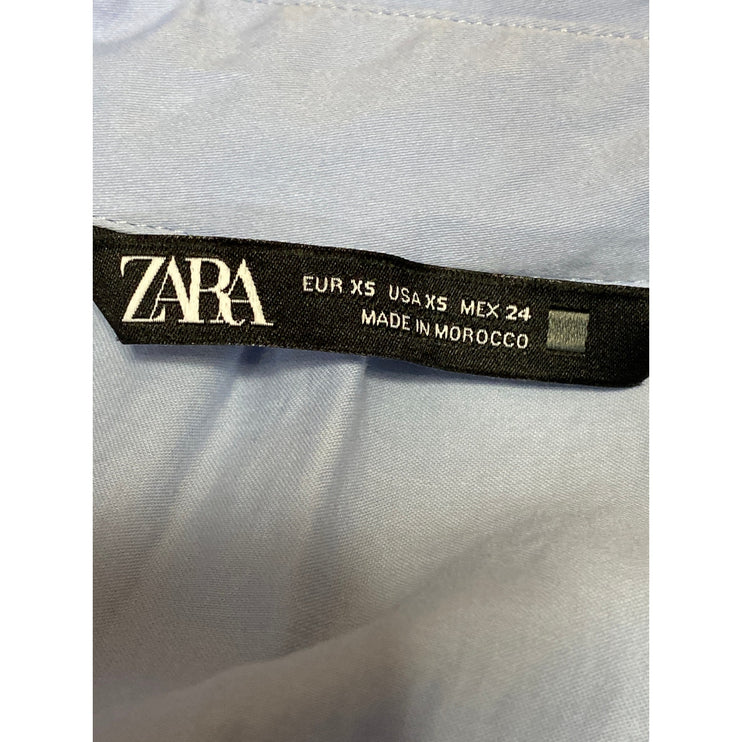 ZARA
EUR XS USA XS MEX 24
MADE IN MOROCCO